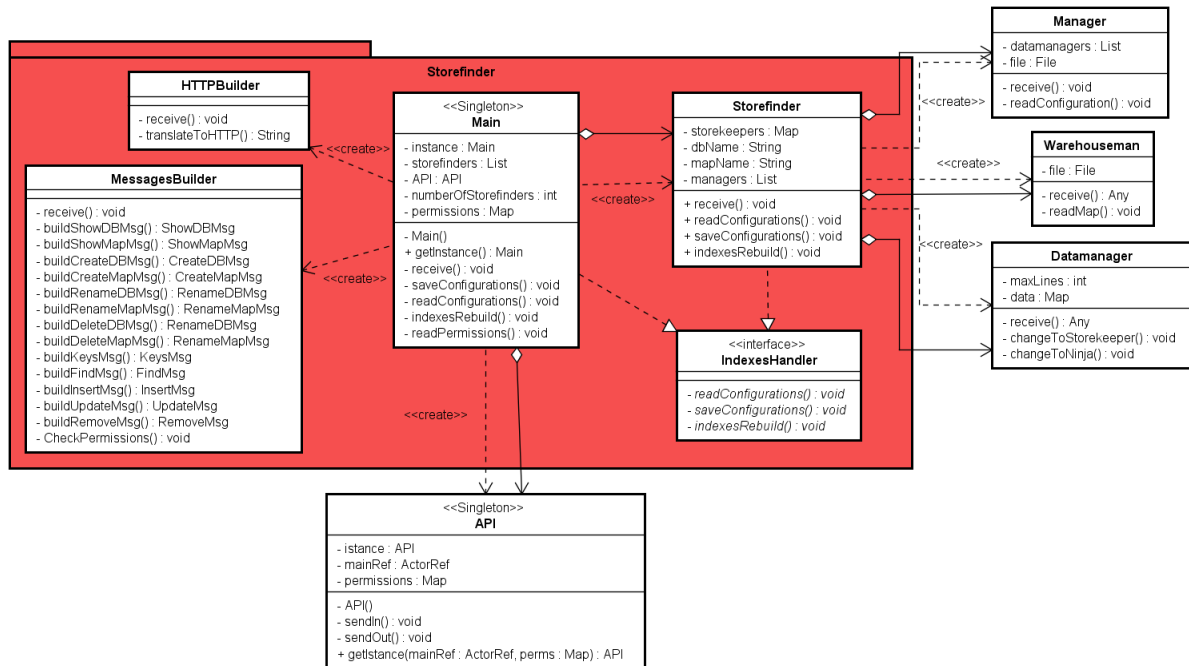 Storefinder
HTTPBuilder
- receive() : void
- translateToHTTP() : String
MessagesBuilder
- receive() : void
- buildShowDBMsg() : ShowDBMsg
- buildShowMapMsg() : ShowMapMsg
- buildCreateDBMsg() : CreateDBMsg
- buildCreateMapMsg() : CreateMapMsg
- buildRenameDBMsg() : RenameDBMsg
- buildRenameMapMsg() : RenameMapMsg
- buildDeleteDBMsg() : RenameDBMsg
- buildDeleteMapMsg() : RenameMapMsg
- buildKeysMsg() : KeysMsg
- buildFindMsg() : FindMsg
- buildInsertMsg() : InsertMsg
- buildUpdateMsg() : UpdateMsg
- buildRemoveMsg() : RemoveMsg
- CheckPermissions() : void
<<create>>
<<create>>
<<Singleton>>
Main
- instance : Main
- storefinders : List
- API : API
- numberOfStorefinders : int
- permissions : Map
- Main()
+ getInstance() : Main
- receive() : void
- saveConfigurations() : void
- readConfigurations() : void
- indexesRebuild() : void
- readPermissions() : void
<<create>>
<<create>>
Storefinder
- storekeepers : Map
- dbName : String
- mapName : String
- managers : List
+ receive() : void
+ readConfigurations() : void
+ saveConfigurations() : void
+ indexesRebuild() : void
<<interface>>
IndexesHandler
- readConfigurations() : void
- saveConfigurations() : void
- indexesRebuild() : void
<<create>>
<<create>>
<<create>>
Manager
- datamanagers : List
- file : File
- receive() : void
- readConfiguration() : void
Warehouseman
- file : File
- receive() : Any
- readMap() : void
Datamanager
- maxLines : int
- data : Map
- receive() : Any
- changeToStorekeeper() : void
- changeToNinja() : void
<<Singleton>>
API
- istance : API
- mainRef : ActorRef
- permissions : Map
- API()
- sendIn() : void
- sendOut() : void
+ getIstance(mainRef : ActorRef, perms : Map) : API